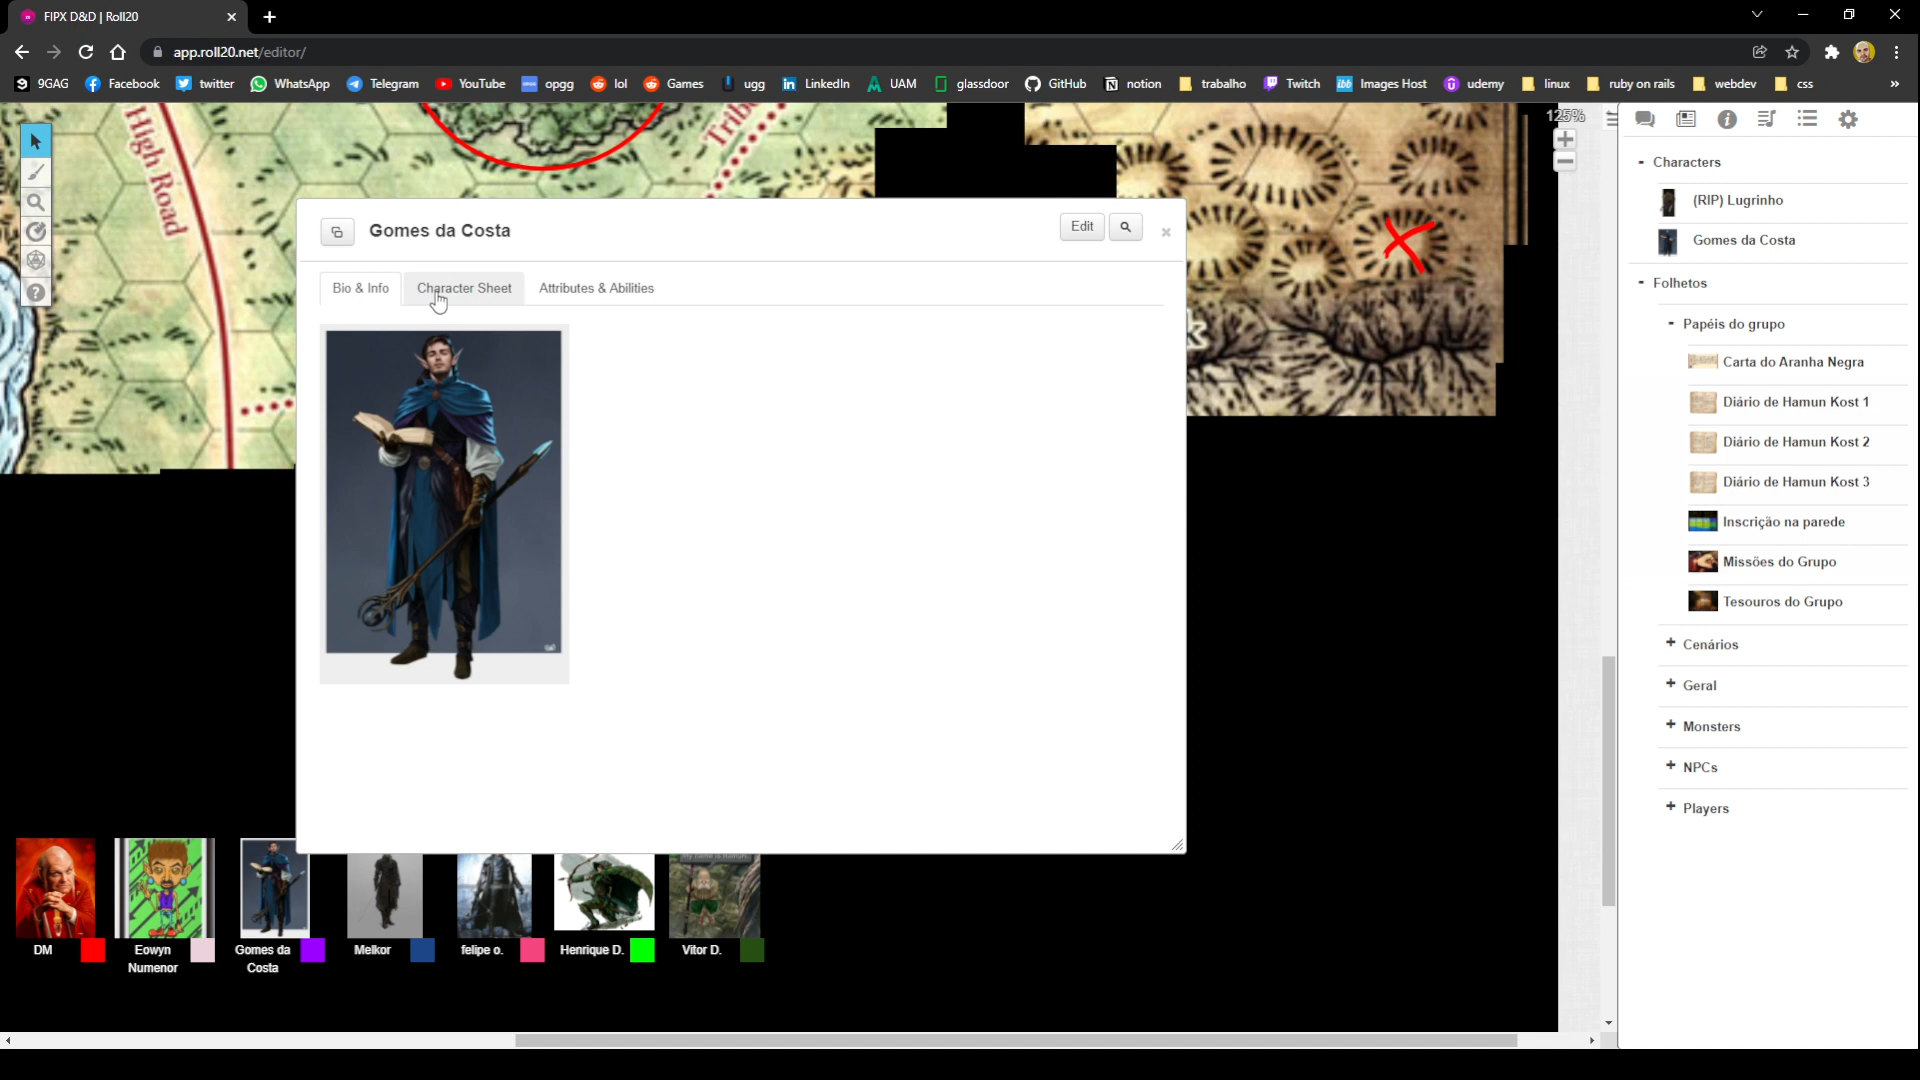 FIPX D&D | Roll20
app.roll20.net/editor/
9GAG Facebook twitter WhatsApp Telegram YouTube opgg lol Games ugg LinkedIn UAM glassdoor GitHub notion trabalho Twitch Images Host udemy linux ruby on rails webdev css »
High Road
Tribo
125%
Gomes da Costa
Edit
Bio & Info Character Sheet Attributes & Abilities
k
Characters
(RIP) Lugrinho
Gomes da Costa
Folhetos
Papéis do grupo
Carta do Aranha Negra
Diário de Hamun Kost 1
Diário de Hamun Kost 2
Diário de Hamun Kost 3
Inscrição na parede
Missões do Grupo
Tesouros do Grupo
Cenários
Geral
Monsters
NPCs
Players
My name is Hamun
DM
Eowyn
Numenor
Gomes da
Costa
Melkor
felipe o.
Henrique D.
Vitor D.